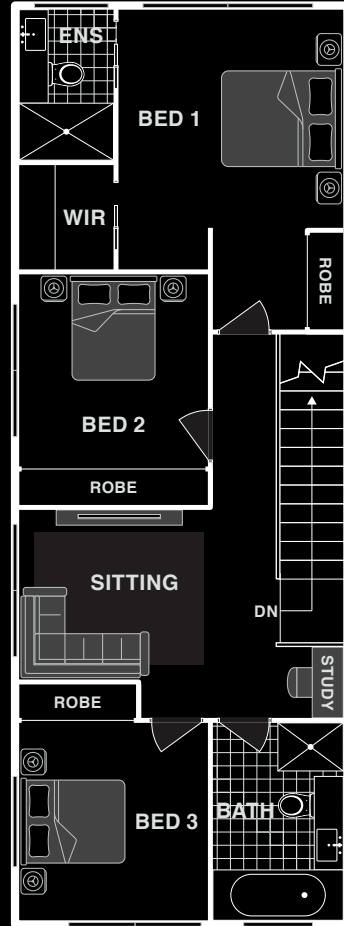 ENS
BED 1
WIR
ROBE
BED 2
ROBE
SITTING
DN
STUDY
ROBE
BED 3
BATH